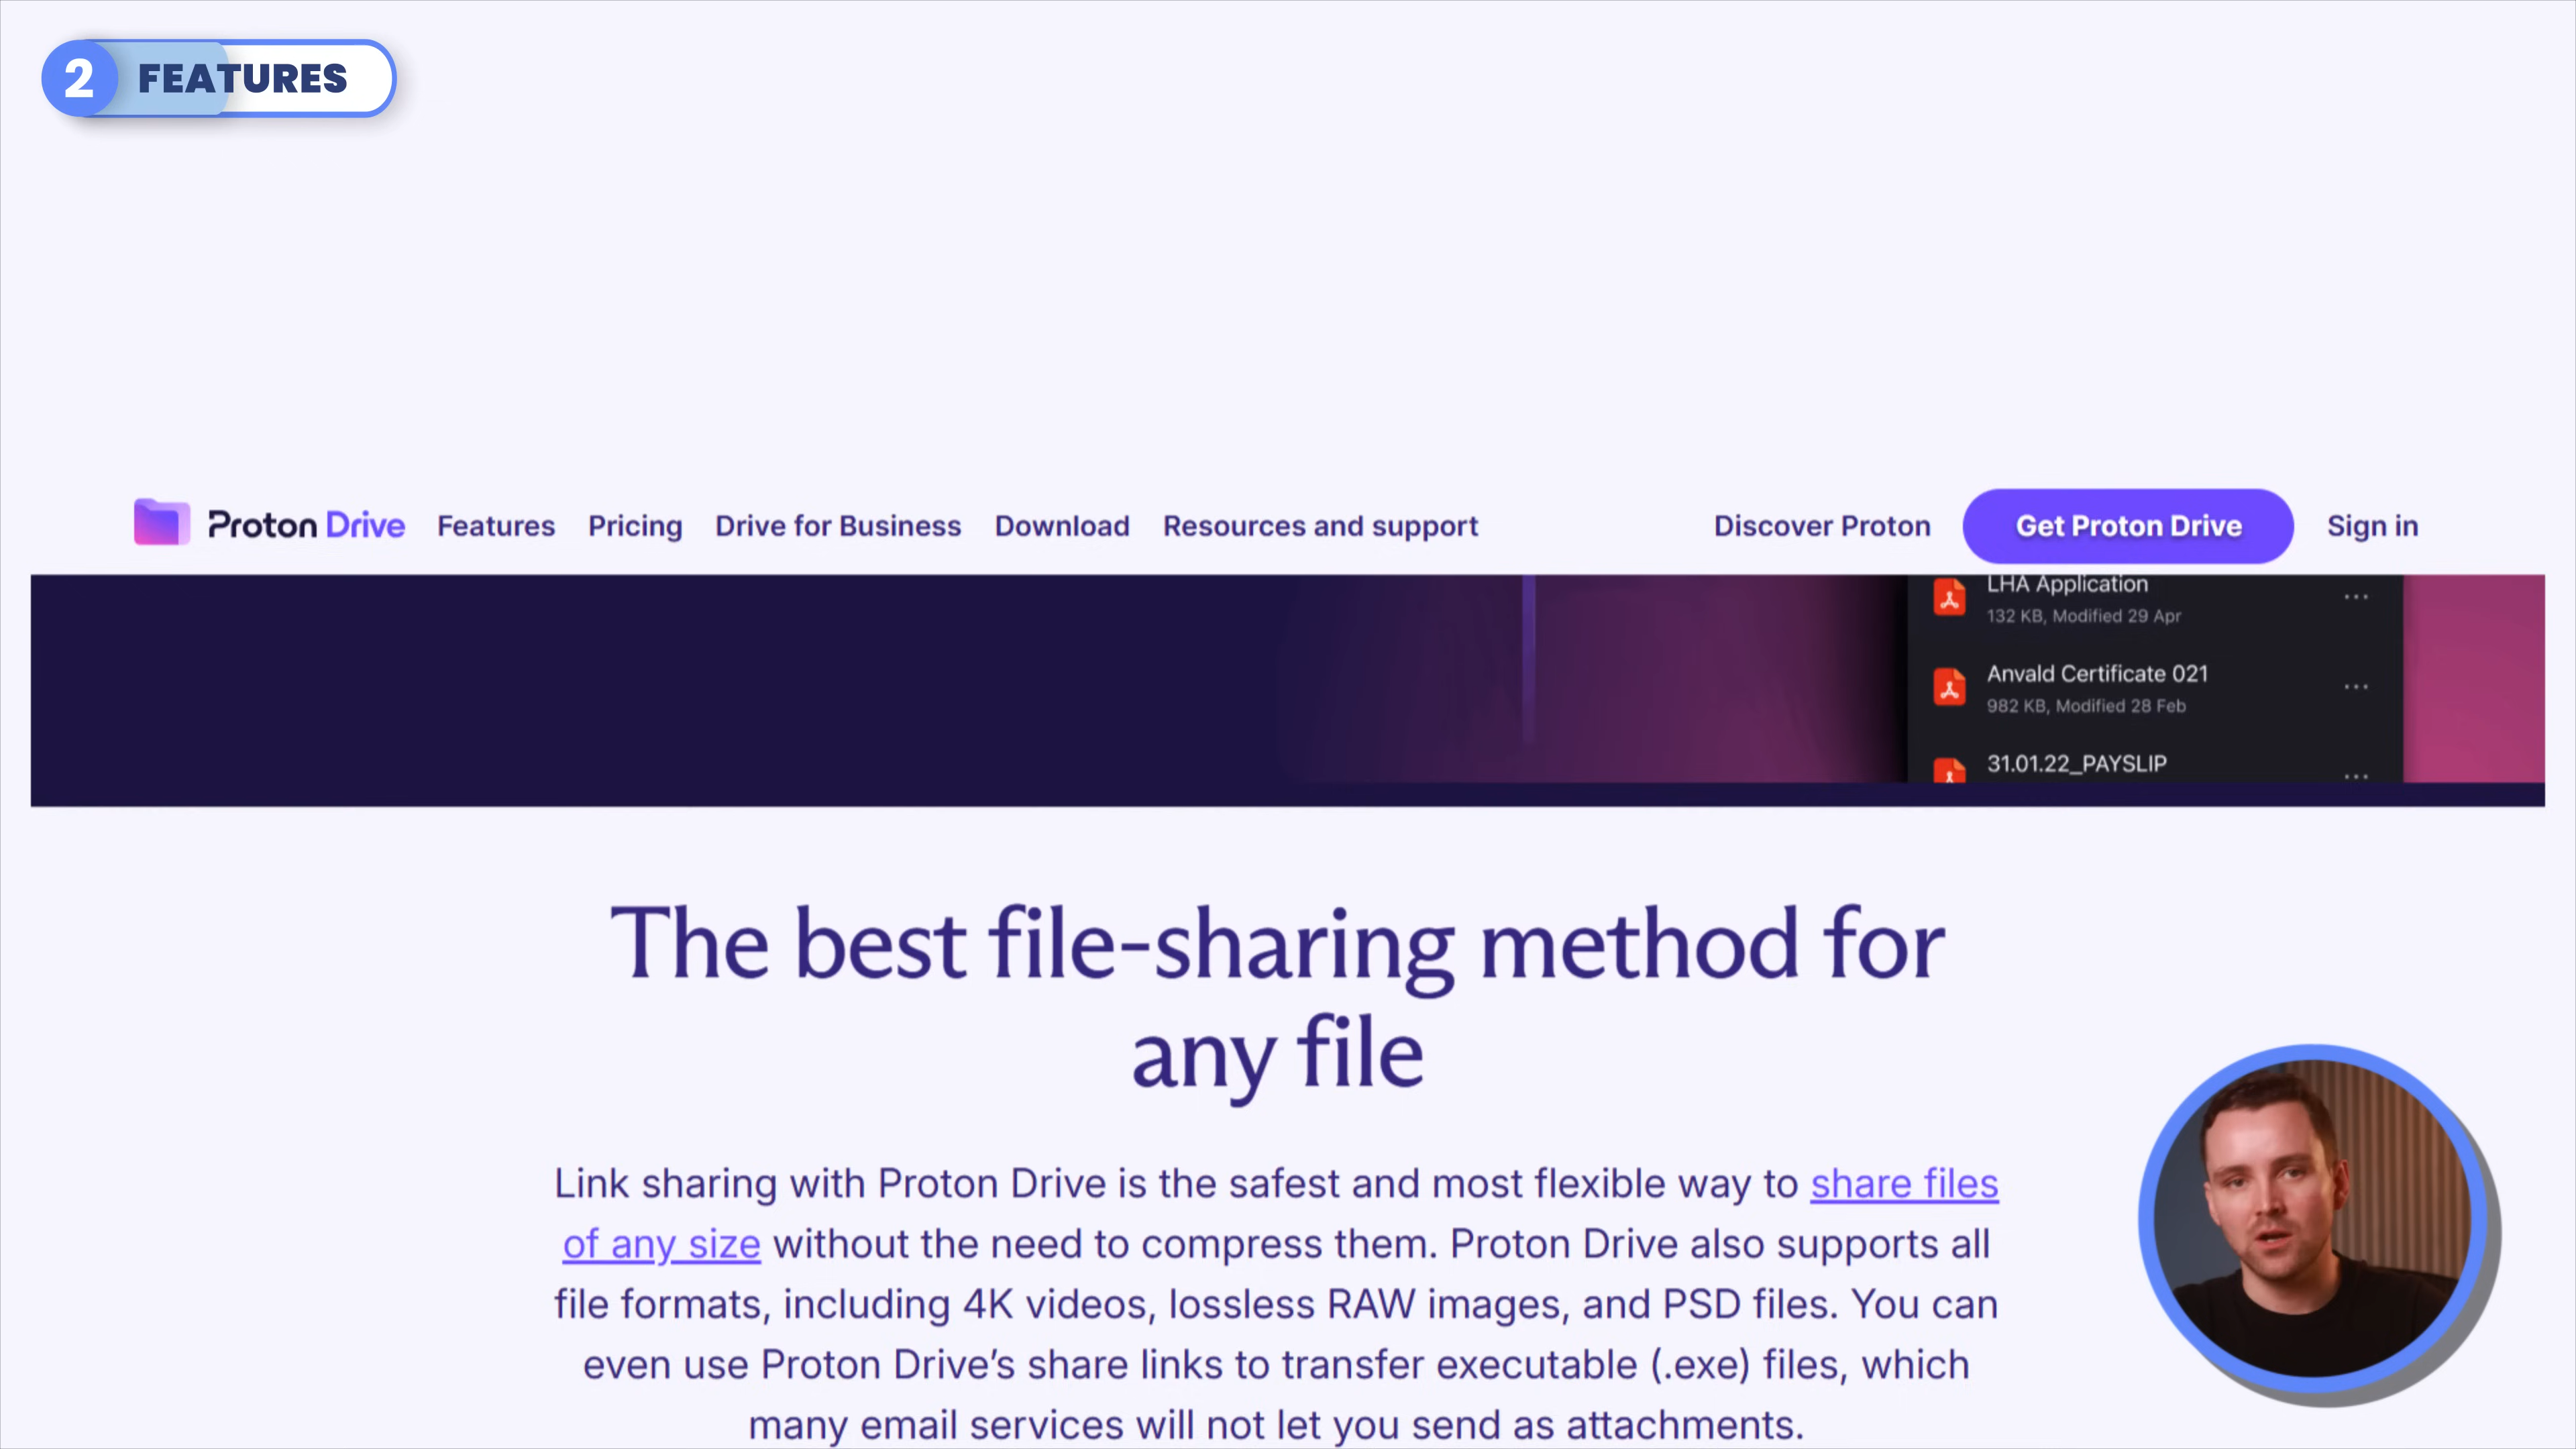 2 FEATURES
Proton Drive Features Pricing Drive for Business Download Resources and support Discover Proton Get Proton Drive Sign in
LHA Application
132 KB, Modified 29 Apr
Anvald Certificate 021
982 KB, Modified 28 Feb
31.01.22_PAYSLIP
The best file-sharing method for
any file
Link sharing with Proton Drive is the safest and most flexible way to share files
of any size without the need to compress them. Proton Drive also supports all
file formats, including 4K videos, lossless RAW images, and PSD files. You can
even use Proton Drive’s share links to transfer executable (.exe) files, which
many email services will not let you send as attachments.